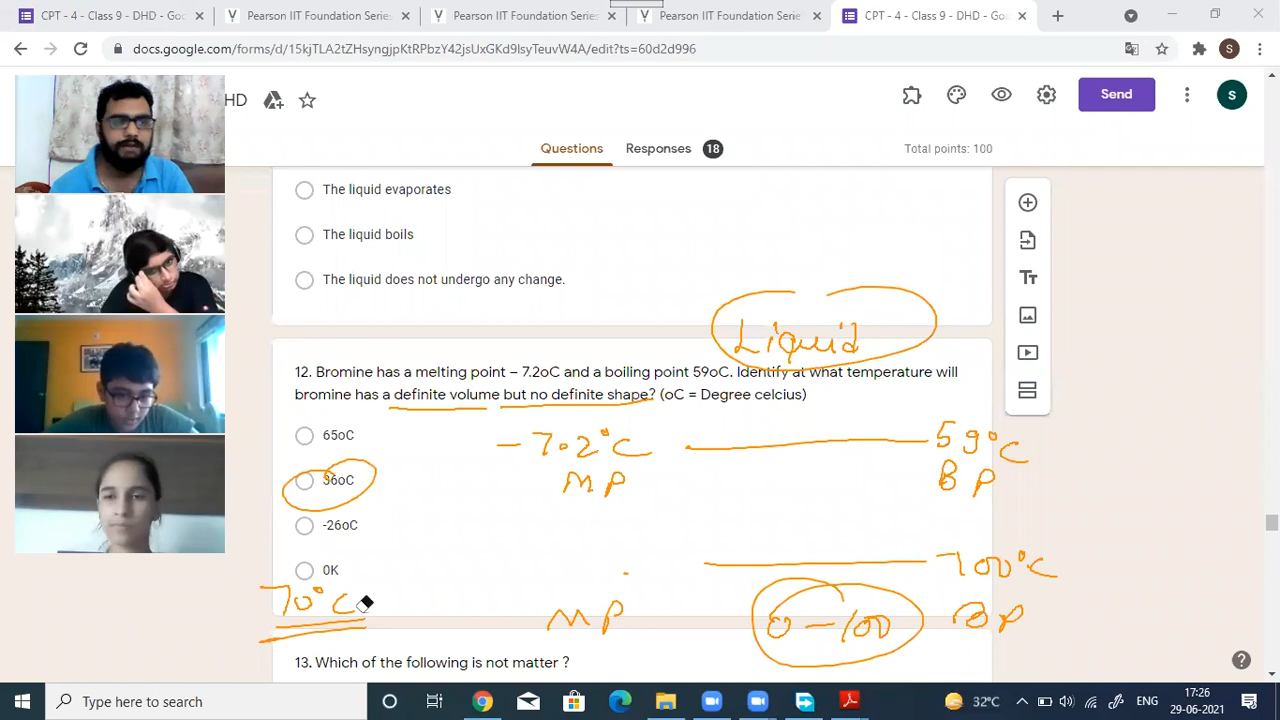 CPT - 4 - Class 9 - DHD - Goo
Pearson IIT Foundation Series
Pearson IIT Foundation Series
Pearson IIT Foundation Series
CPT - 4 - Class 9 - DHD - Goo
docs.google.com/forms/d/15kjTLA2tZHsyngjpKtRPbzY42jsUxGKd9lsyTeuvW4A/edit?ts=60d2d996
S
HD
Send
S
Questions
Responses 18
Total points: 100
The liquid evaporates
The liquid boils
The liquid does not undergo any change.
Liquid
12. Bromine has a melting point – 7.2oC and a boiling point 59oC. Identify at what temperature will
bromine has a definite volume but no definite shape? (oC = Degree celcius)
65oC
-7.2°C 59°C
36oC
MP BP
-26oC
0K
100°C
70°C
MP 0-100 BP
13. Which of the following is not matter ?
Type here to search
32°C
ENG
17:26
29-06-2021